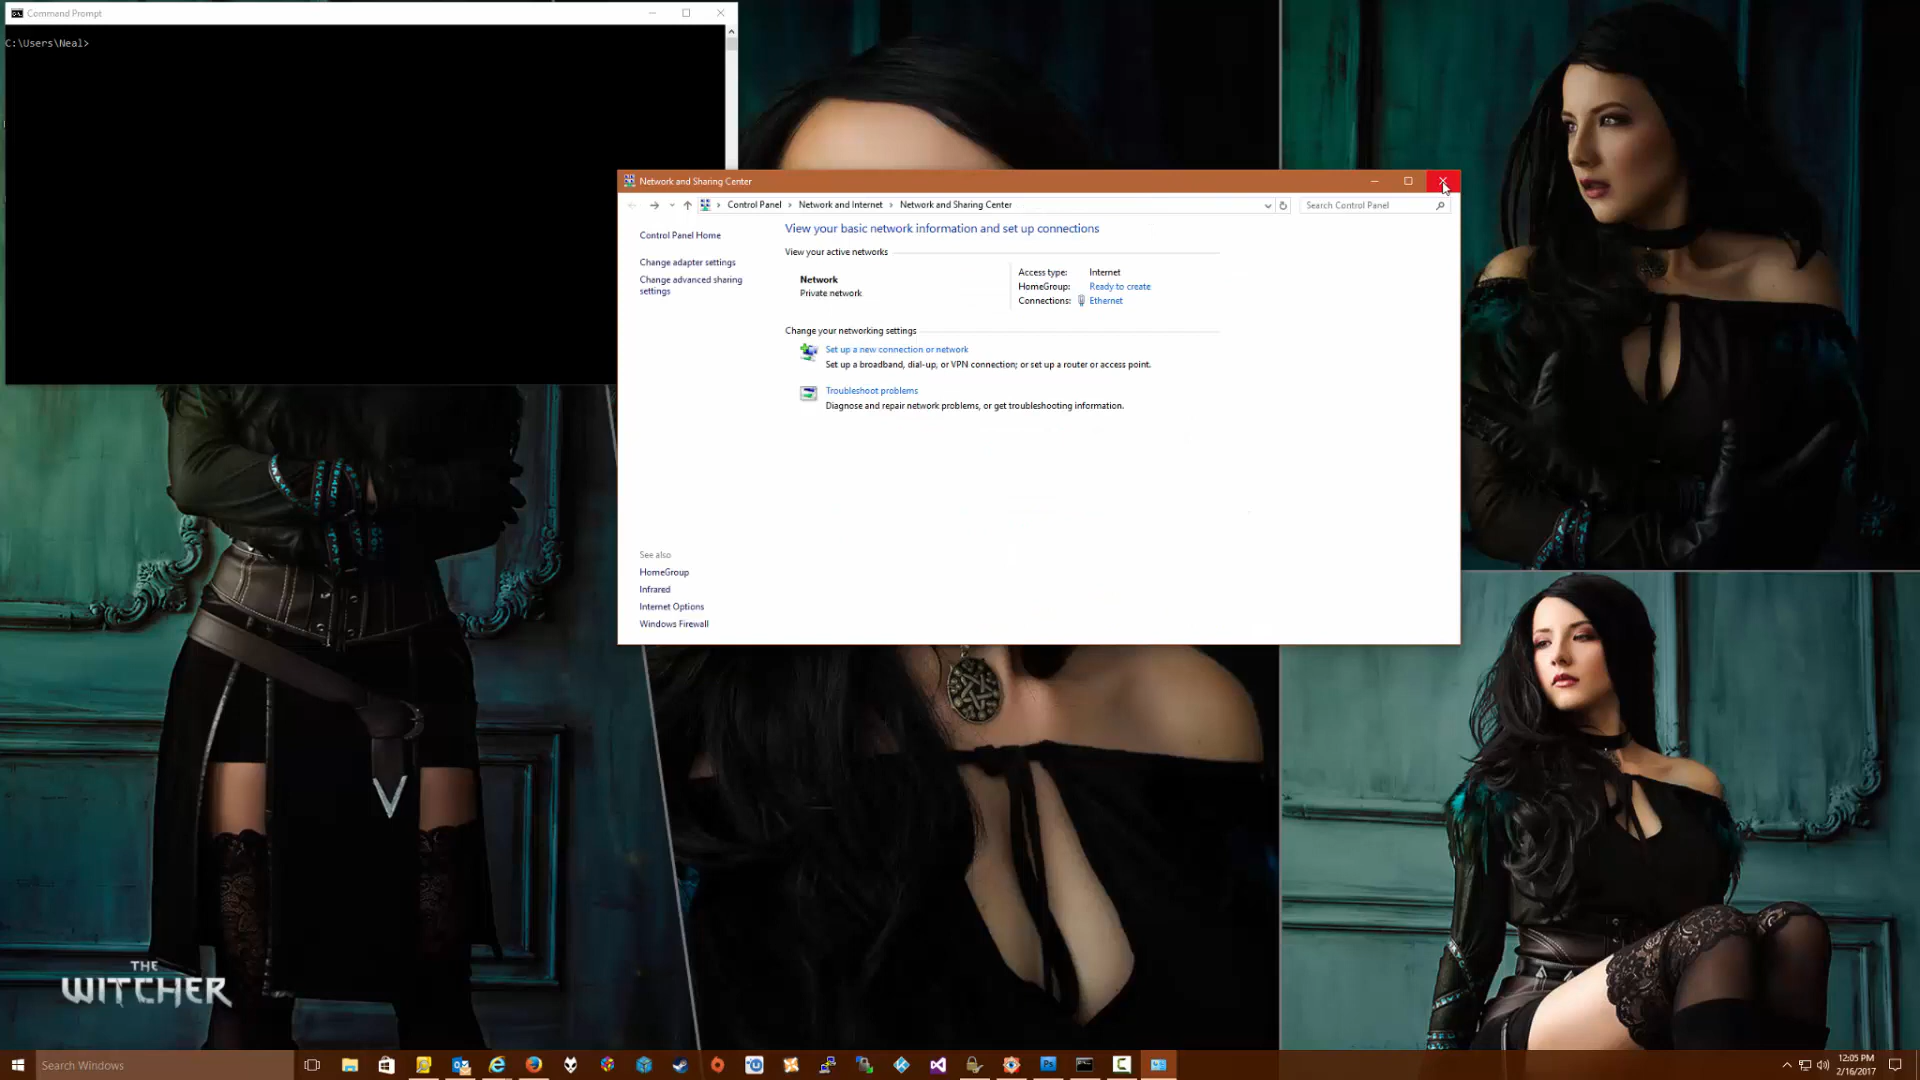 Command Prompt
C:\Users\Neal>
Network and Sharing Center
Control Panel > Network and Internet > Network and Sharing Center
Search Control Panel
Control Panel Home
Change adapter settings
Change advanced sharing
settings
View your basic network information and set up connections
View your active networks
Network
Private network
Access type: Internet
HomeGroup: Ready to create
Connections: Ethernet
Change your networking settings
Set up a new connection or network
Set up a broadband, dial-up, or VPN connection; or set up a router or access point.
Troubleshoot problems
Diagnose and repair network problems, or get troubleshooting information.
See also
HomeGroup
Infrared
Internet Options
Windows Firewall
THE
WITCHER
Search Windows
12:05 PM
2/16/2017